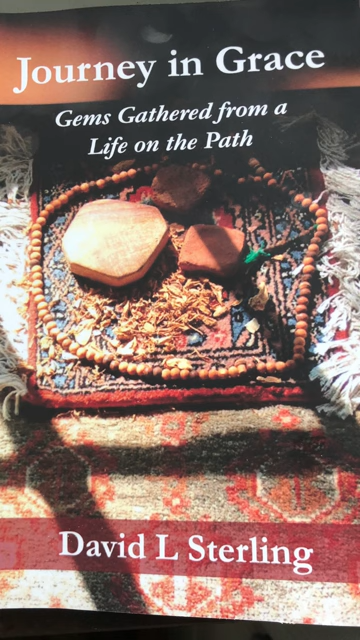 Journey in Grace
Gems Gathered from a
Life on the Path
David L Sterling